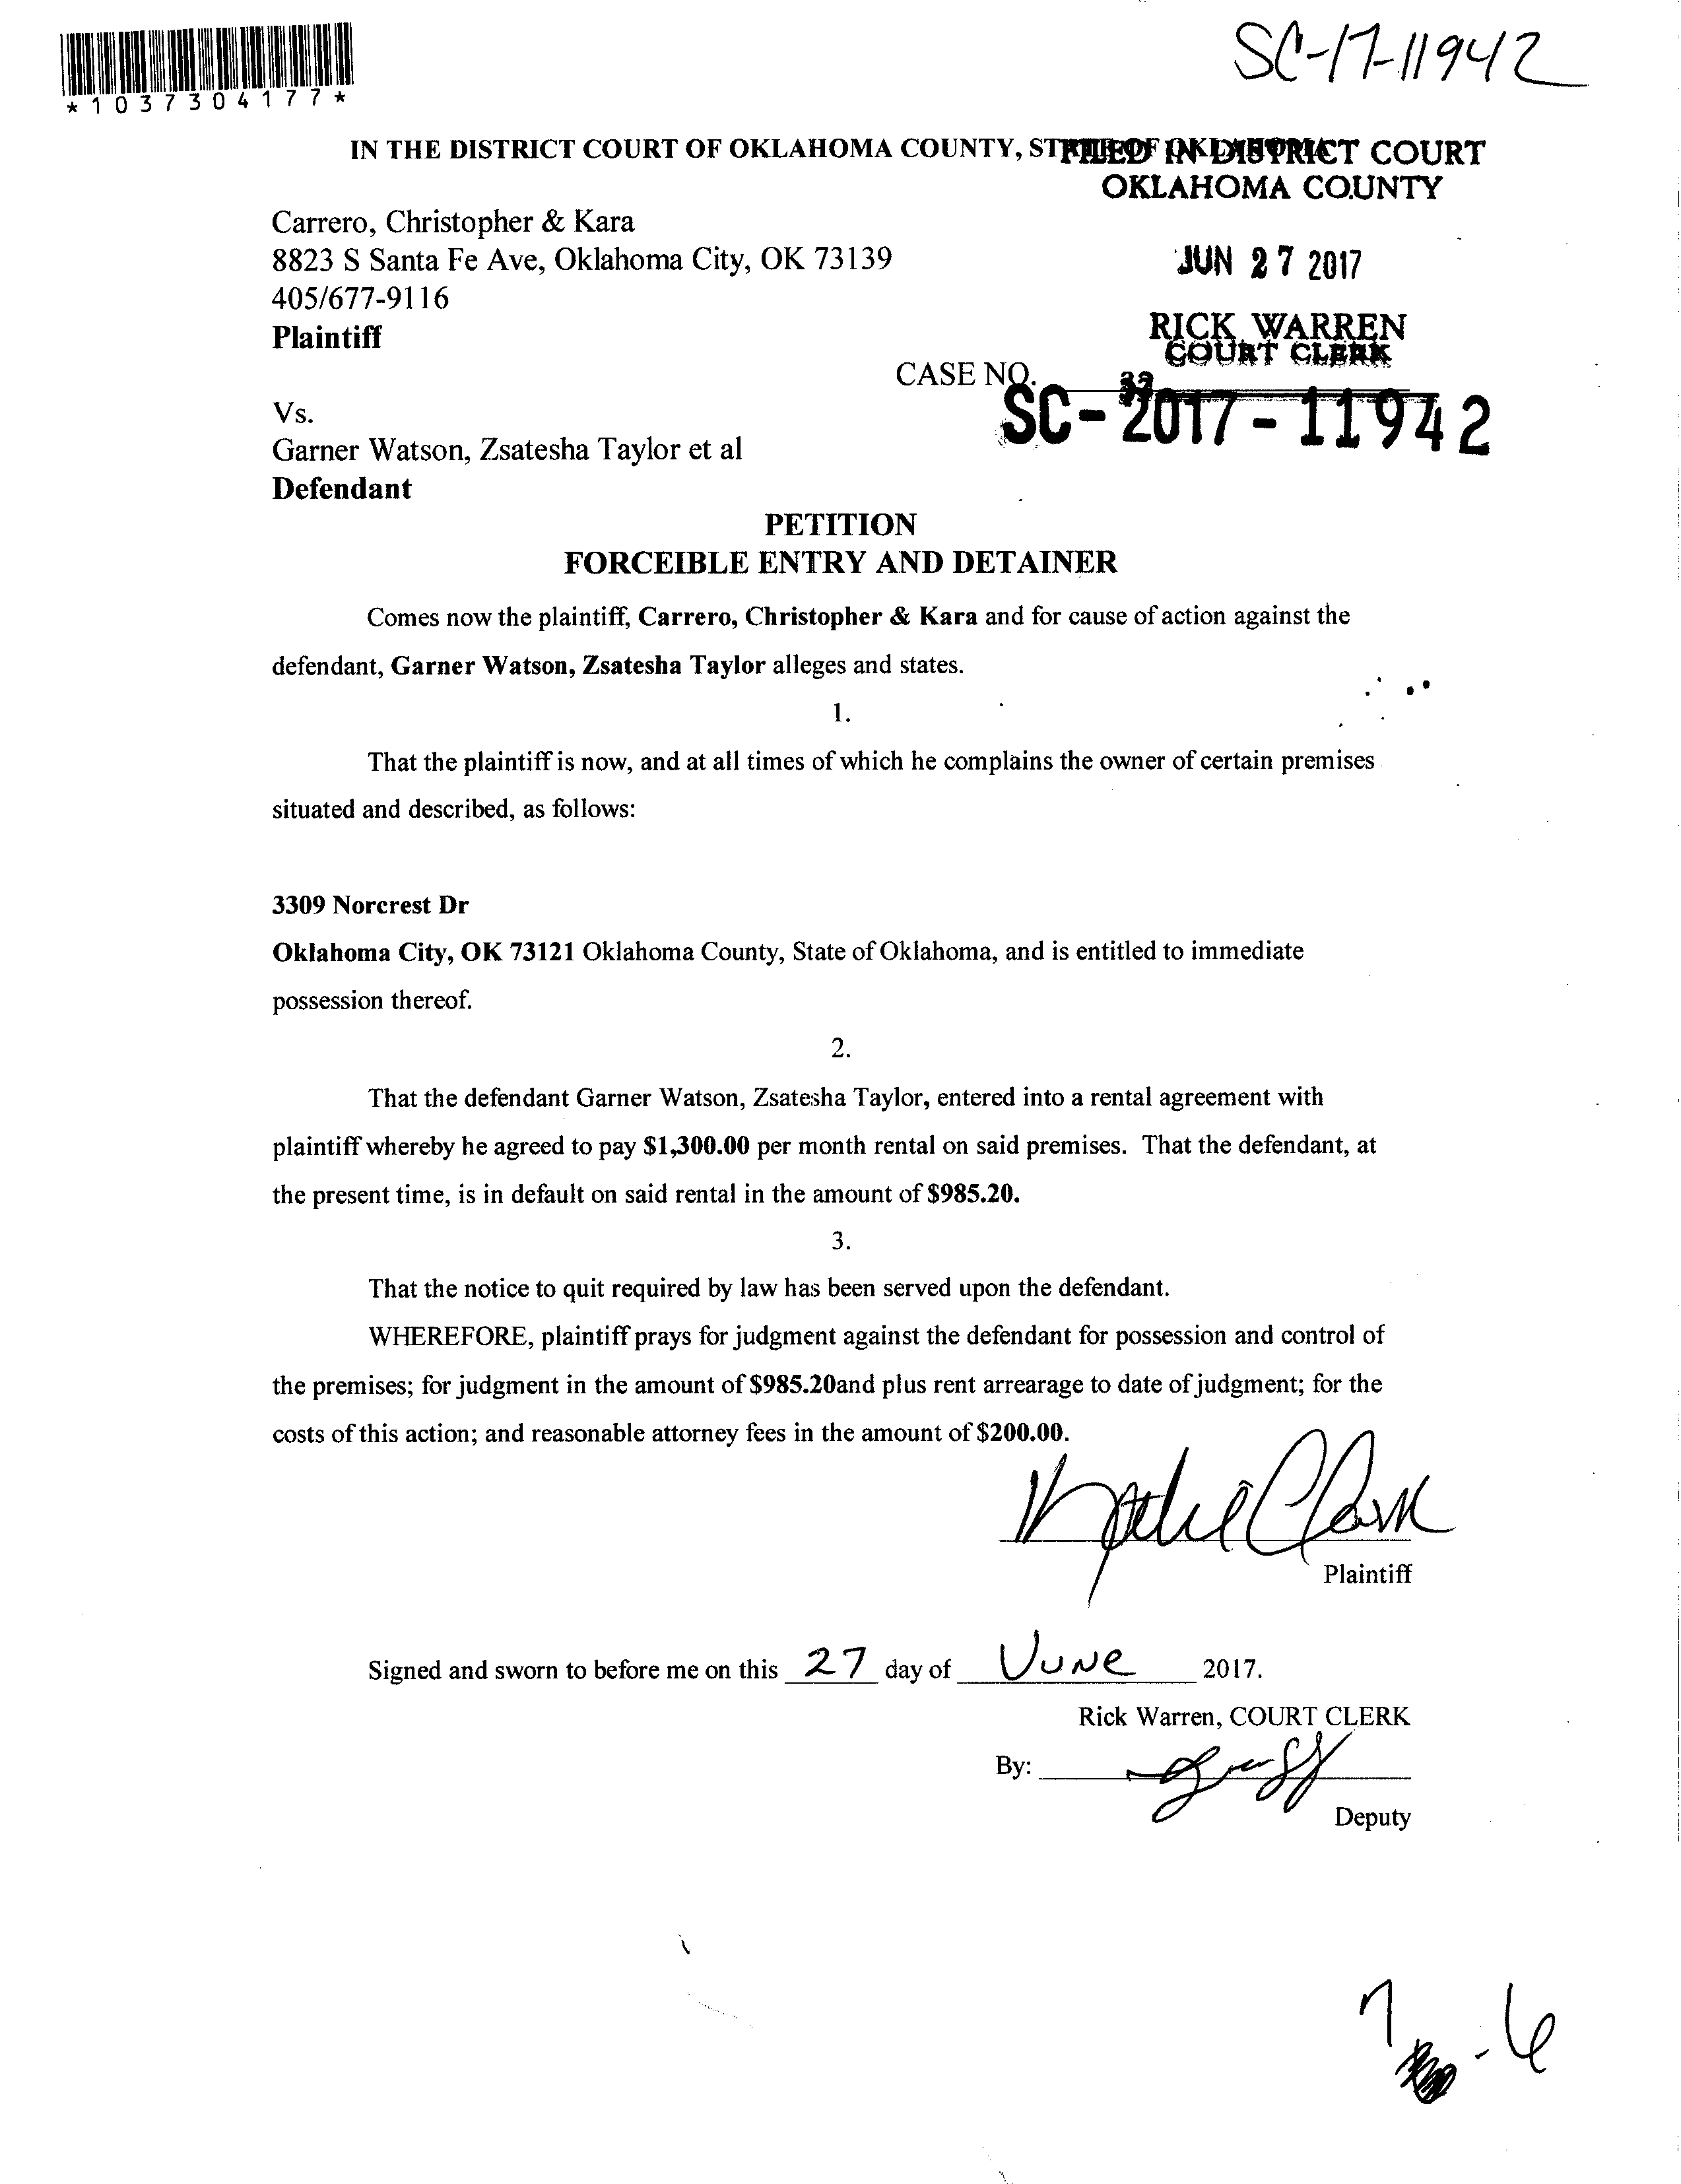 SC-17-11942
*1037304177*
IN THE DISTRICT COURT OF OKLAHOMA COUNTY, STATE OF OKLAHOMA
FILED IN DISTRICT COURT
OKLAHOMA COUNTY
Carrero, Christopher & Kara
8823 S Santa Fe Ave, Oklahoma City, OK 73139
JUN 27 2017
405/677-9116
Plaintiff
RICK WARREN
COURT CLERK
CASE NO.
32
SC-2017-11942
Vs.
Garner Watson, Zsatesha Taylor et al
Defendant
PETITION
FORCEIBLE ENTRY AND DETAINER
Comes now the plaintiff, Carrero, Christopher & Kara and for cause of action against the
defendant, Garner Watson, Zsatesha Taylor alleges and states.
1.
That the plaintiff is now, and at all times of which he complains the owner of certain premises
situated and described, as follows:
3309 Norcrest Dr
Oklahoma City, OK 73121 Oklahoma County, State of Oklahoma, and is entitled to immediate
possession thereof.
2.
That the defendant Garner Watson, Zsatesha Taylor, entered into a rental agreement with
plaintiff whereby he agreed to pay $1,300.00 per month rental on said premises. That the defendant, at
the present time, is in default on said rental in the amount of $985.20.
3.
That the notice to quit required by law has been served upon the defendant.
WHEREFORE, plaintiff prays for judgment against the defendant for possession and control of
the premises; for judgment in the amount of $985.20and plus rent arrearage to date of judgment; for the
costs of this action; and reasonable attorney fees in the amount of $200.00.
Plaintiff
Signed and sworn to before me on this 27 day of June 2017.
Rick Warren, COURT CLERK
By:
Deputy
7 - 6